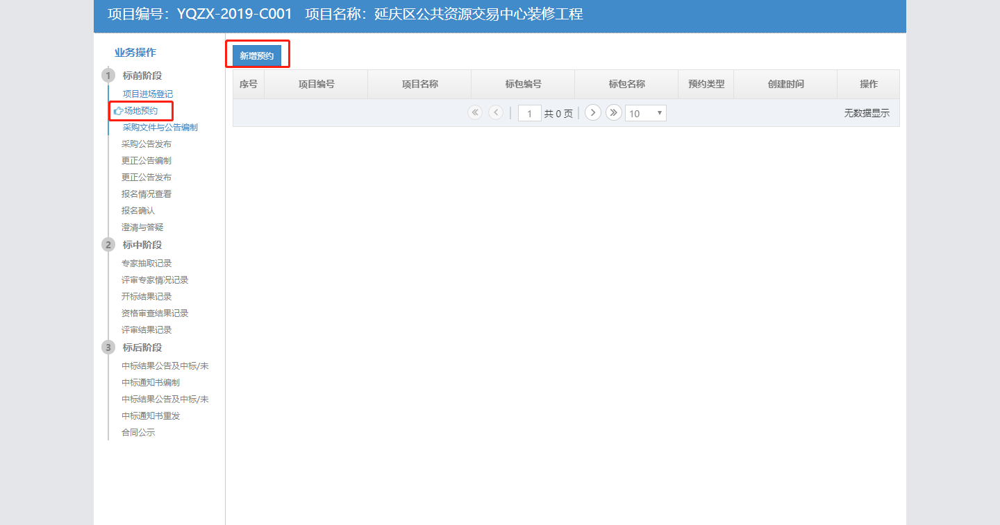 项目编号：YQZX-2019-C001 项目名称：延庆区公共资源交易中心装修工程
业务操作
1 标前阶段
项目进场登记
场地预约
采购文件与公告编制
采购公告发布
更正公告编制
更正公告发布
报名情况查看
报名确认
澄清与答疑
2 标中阶段
专家抽取记录
评审专家情况记录
开标结果记录
资格审查结果记录
评审结果记录
3 标后阶段
中标结果公告及中标/未
中标通知书编制
中标结果公告及中标/未
中标通知书重发
合同公示
新增预约
序号 项目编号 项目名称 标包编号 标包名称 预约类型 创建时间 操作
1 共 0 页 10 无数据显示